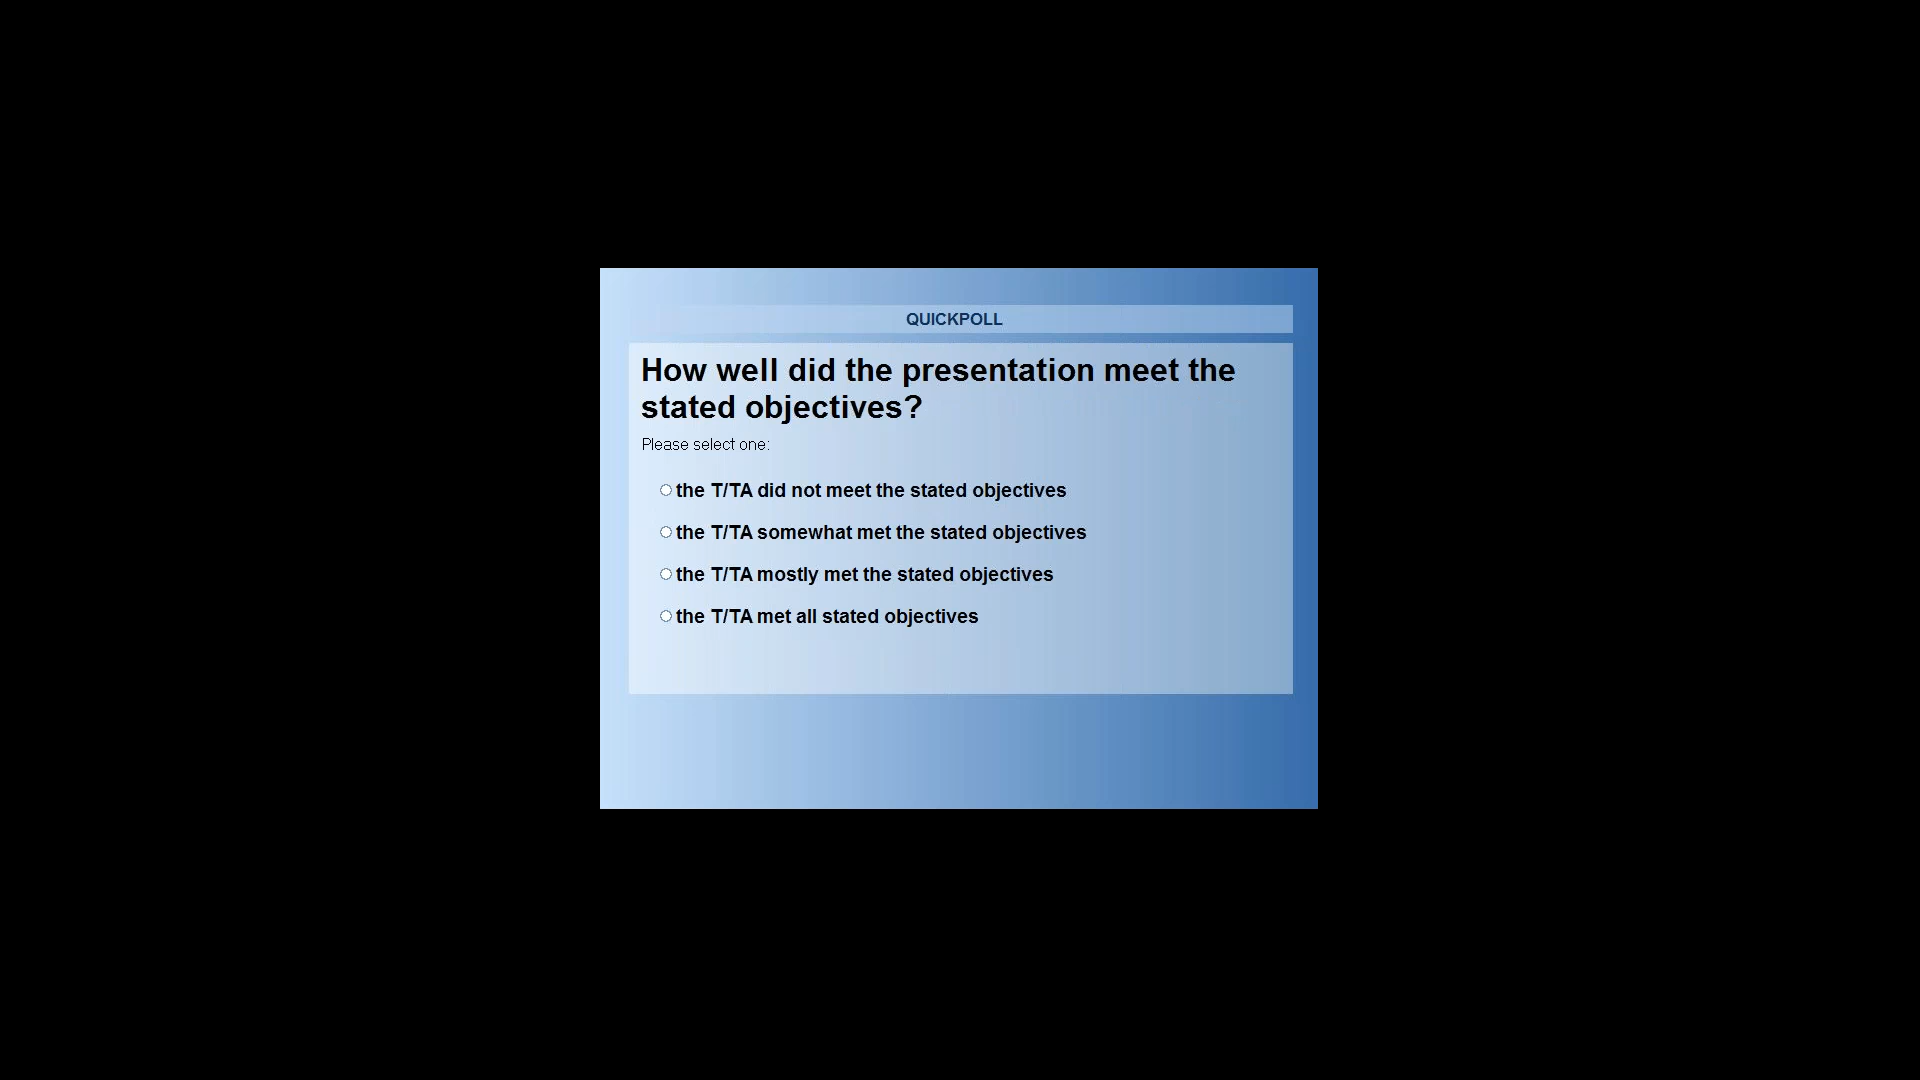 QUICKPOLL
How well did the presentation meet the
stated objectives?
Please select one:
the T/TA did not meet the stated objectives
the T/TA somewhat met the stated objectives
the T/TA mostly met the stated objectives
the T/TA met all stated objectives